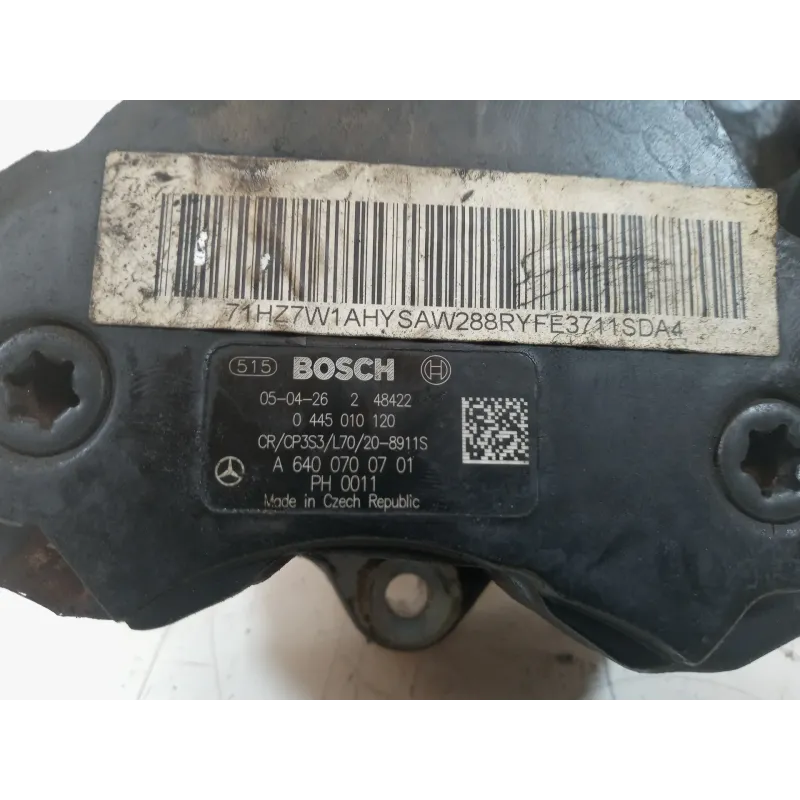 71HZ7W1AHYSAW288RYFE3711SDA4
515 BOSCH
05-04-26 2 48422
0 445 010 120
CR/CP3S3/L70/20-8911S
A 640 070 07 01
PH 0011
Made in Czech Republic